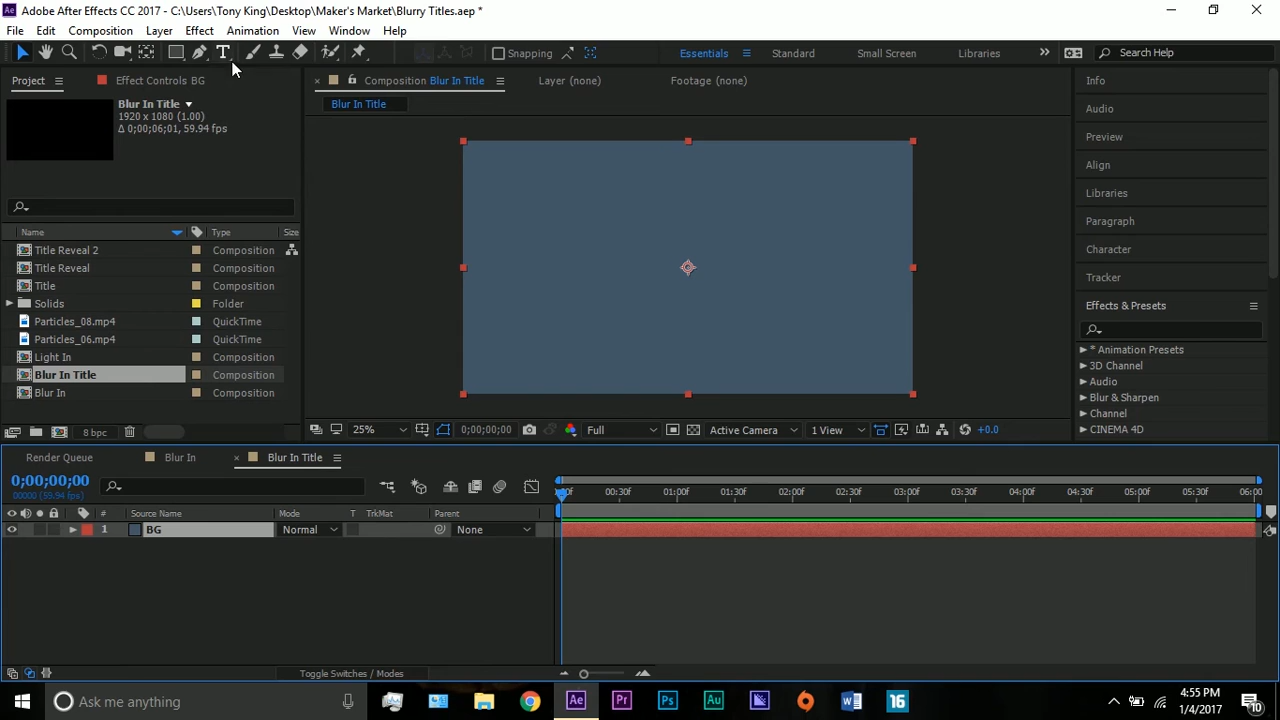 Ae Adobe After Effects CC 2017 - C:\Users\Tony King\Desktop\Maker's Market\Blurry Titles.aep *
File Edit Composition Layer Effect Animation View Window Help
T Snapping Essentials Standard Small Screen Libraries Search Help
Project Effect Controls BG Composition Blur In Title Layer (none) Footage (none) Info
Blur In Title Blur In Title Audio
1920 x 1080 (1.00)
Δ 0;00;06;01, 59.94 fps Preview
Align
Libraries
Paragraph
Name Type Size
Title Reveal 2 Composition Character
Title Reveal Composition
Tracker
Title Composition
Solids Folder Effects & Presets
Particles_08.mp4 QuickTime
Particles_06.mp4 QuickTime * Animation Presets
Light In Composition 3D Channel
Blur In Title Composition Audio
Blur In Composition Blur & Sharpen
Channel
8 bpc 25% 0;00;00;00 Full Active Camera 1 View +0.0 CINEMA 4D
Render Queue Blur In Blur In Title
0;00;00;00
00000 (59.94 fps) :00f 00:30f 01:00f 01:30f 02:00f 02:30f 03:00f 03:30f 04:00f 04:30f 05:00f 05:30f 06:00
# Source Name Mode T TrkMat Parent
1 BG Normal None
Toggle Switches / Modes
Ask me anything Ae Pr Ps Au 16 4:55 PM
1/4/2017 10